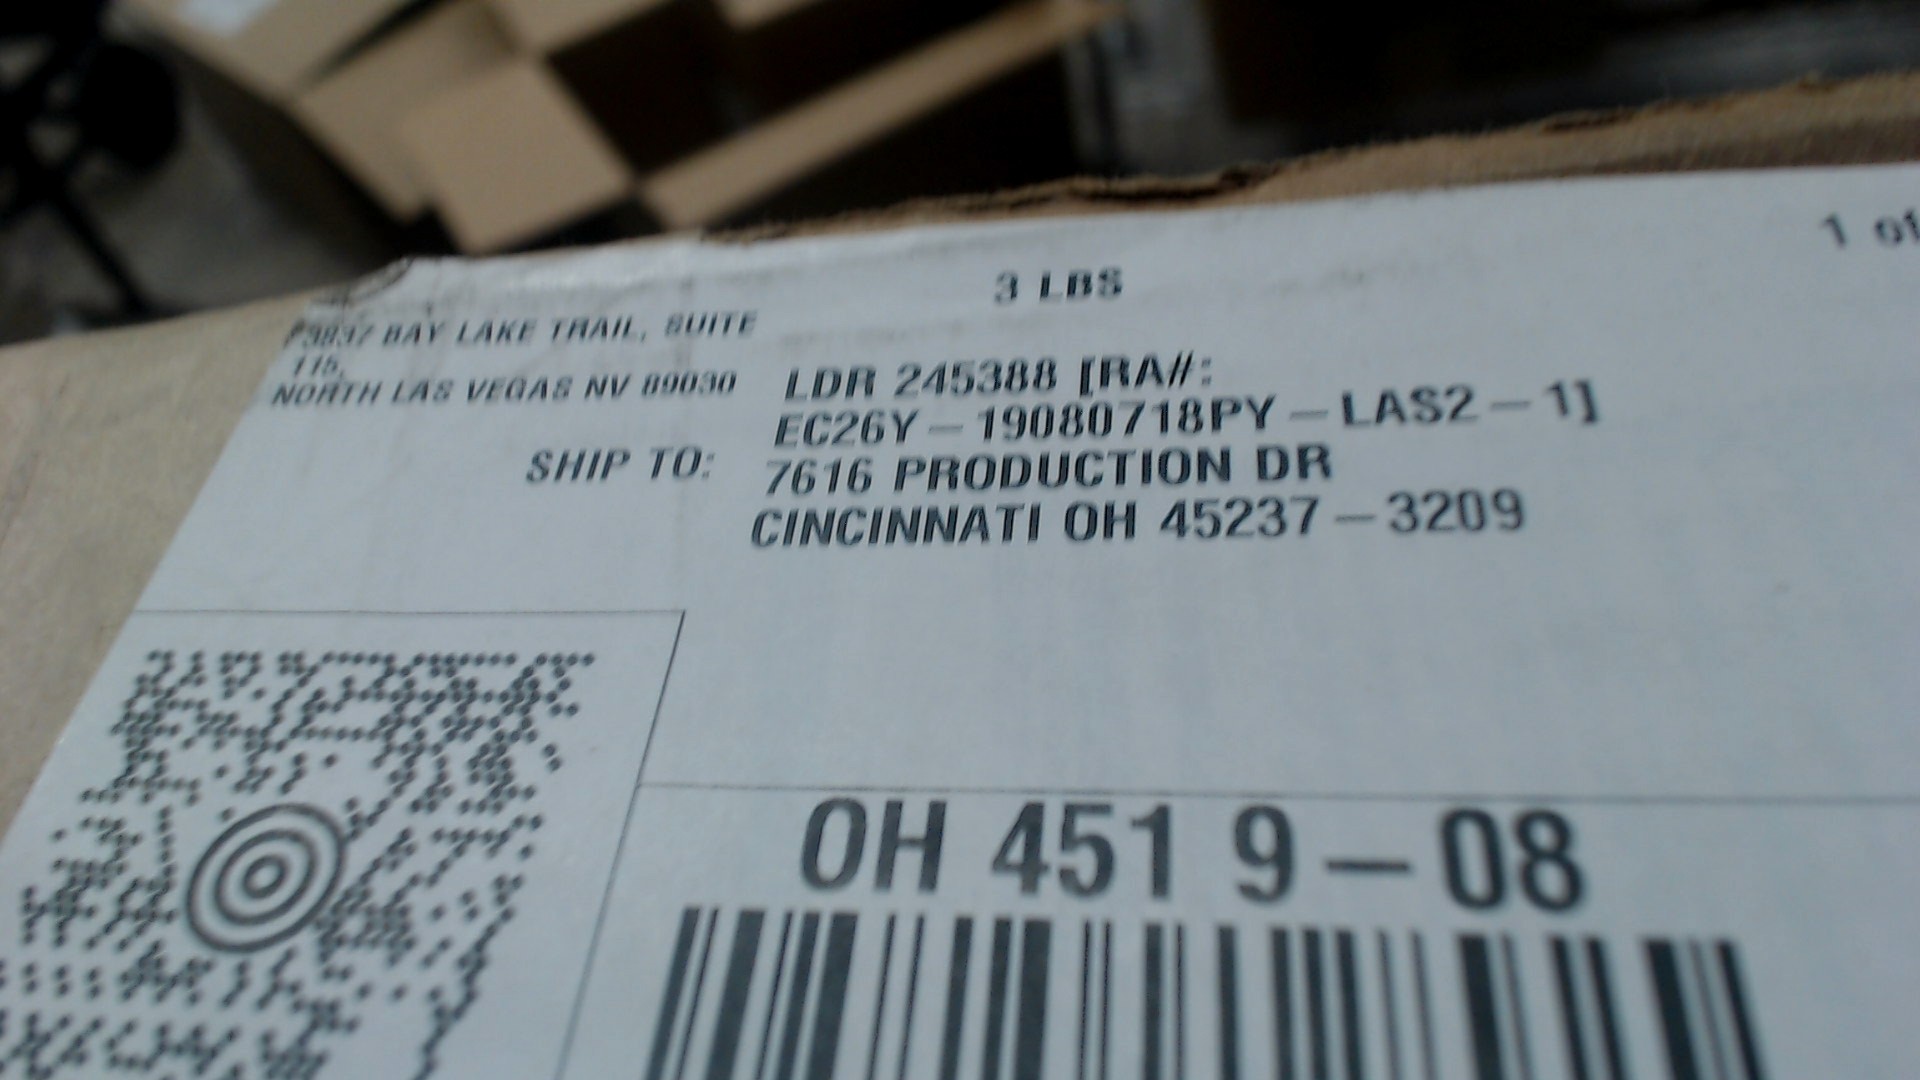 3 LBS
1 of
F3837 BAY LAKE TRAIL, SUITE
115,
NORTH LAS VEGAS NV 89030
LDR 245388 [RA#:
EC26Y-19080718PY-LAS2-1]
SHIP TO: 7616 PRODUCTION DR
CINCINNATI OH 45237-3209
OH 451 9-08